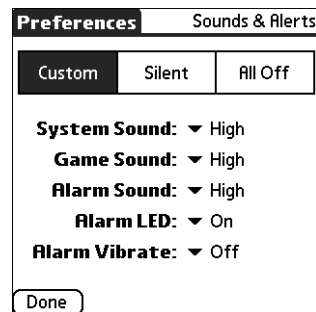 Preferences Sounds & Alerts
Custom Silent All Off
System Sound: High
Game Sound: High
Alarm Sound: High
Alarm LED: On
Alarm Vibrate: Off
Done